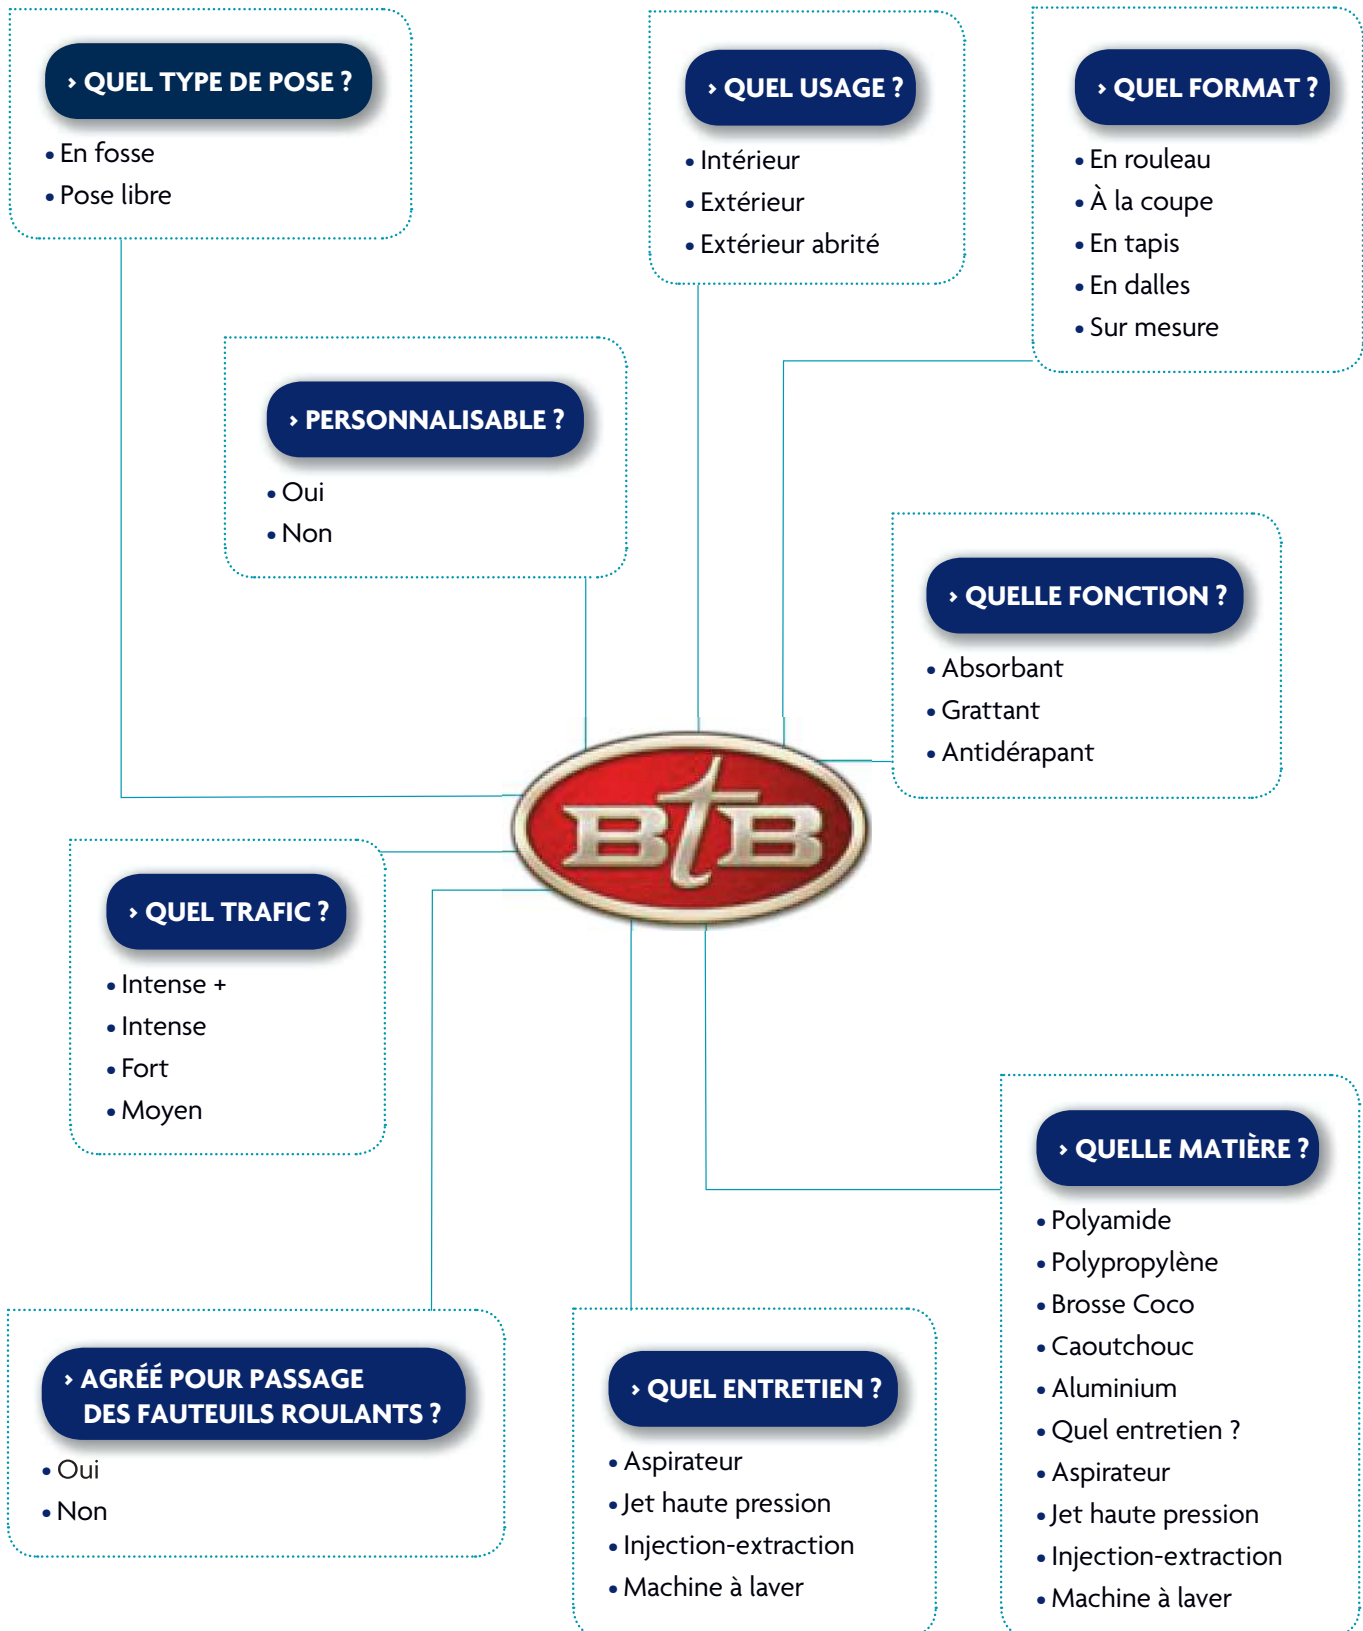 › QUEL TYPE DE POSE ?
• En fosse
• Pose libre
› QUEL USAGE ?
• Intérieur
• Extérieur
• Extérieur abrité
› QUEL FORMAT ?
• En rouleau
• À la coupe
• En tapis
• En dalles
• Sur mesure
› PERSONNALISABLE ?
• Oui
• Non
› QUELLE FONCTION ?
• Absorbant
• Grattant
• Antidérapant
BtB
› QUEL TRAFIC ?
• Intense +
• Intense
• Fort
• Moyen
› AGRÉÉ POUR PASSAGE
DES FAUTEUILS ROULANTS ?
• Oui
• Non
› QUEL ENTRETIEN ?
• Aspirateur
• Jet haute pression
• Injection-extraction
• Machine à laver
› QUELLE MATIÈRE ?
• Polyamide
• Polypropylène
• Brosse Coco
• Caoutchouc
• Aluminium
• Quel entretien ?
• Aspirateur
• Jet haute pression
• Injection-extraction
• Machine à laver